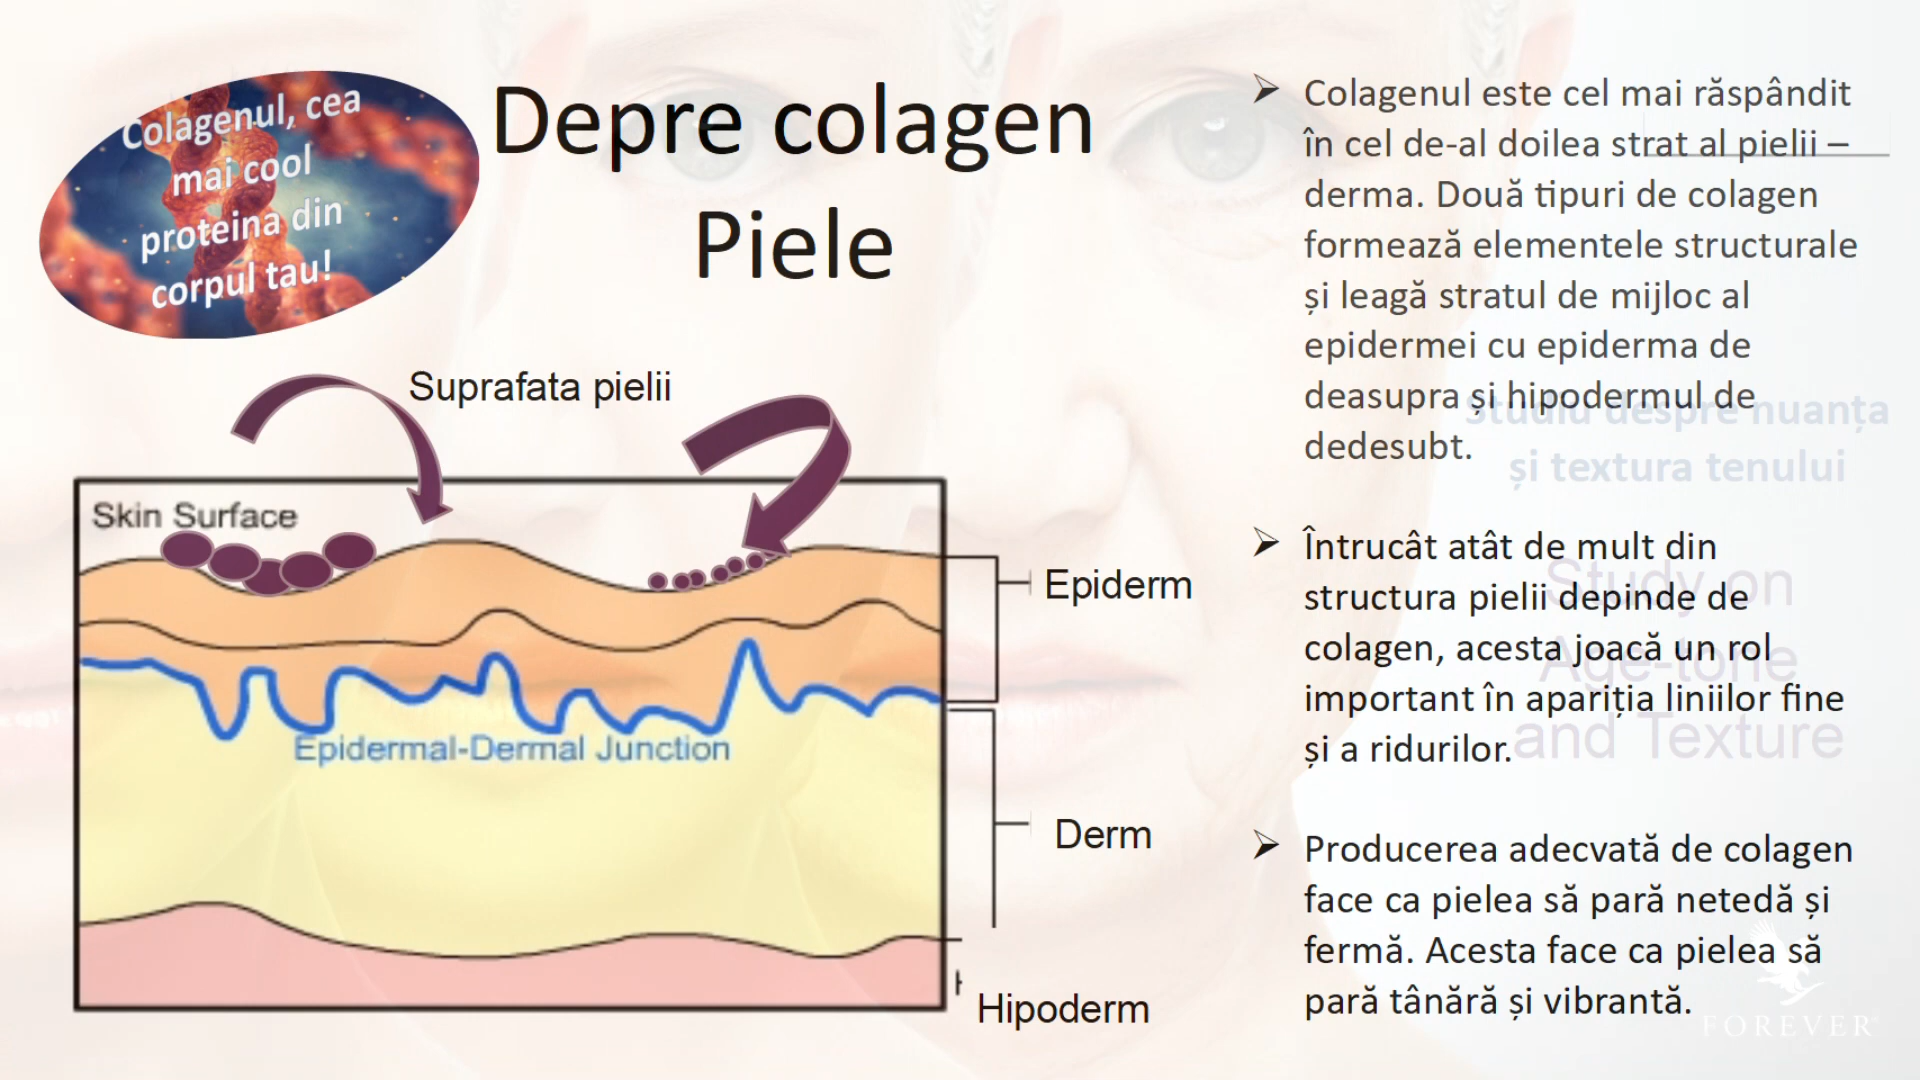 Colagenul, cea
mai cool
proteina din
corpul tau!
Depre colagen
Piele
Suprafata pielii
Skin Surface
Epidermal-Dermal Junction
Epiderm
Derm
Hipoderm
Colagenul este cel mai răspândit
în cel de-al doilea strat al pielii –
derma. Două tipuri de colagen
formează elementele structurale
și leagă stratul de mijloc al
epidermei cu epiderma de
deasupra și hipodermul de
dedesubt.
Întrucât atât de mult din
structura pielii depinde de
colagen, acesta joacă un rol
important în apariția liniilor fine
și a ridurilor.
Producerea adecvată de colagen
face ca pielea să pară netedă și
fermă. Acesta face ca pielea să
pară tânără și vibrantă.
Studiu despre nuanța
și textura tenului
Study on
Age-tone
and Texture
FOREVER